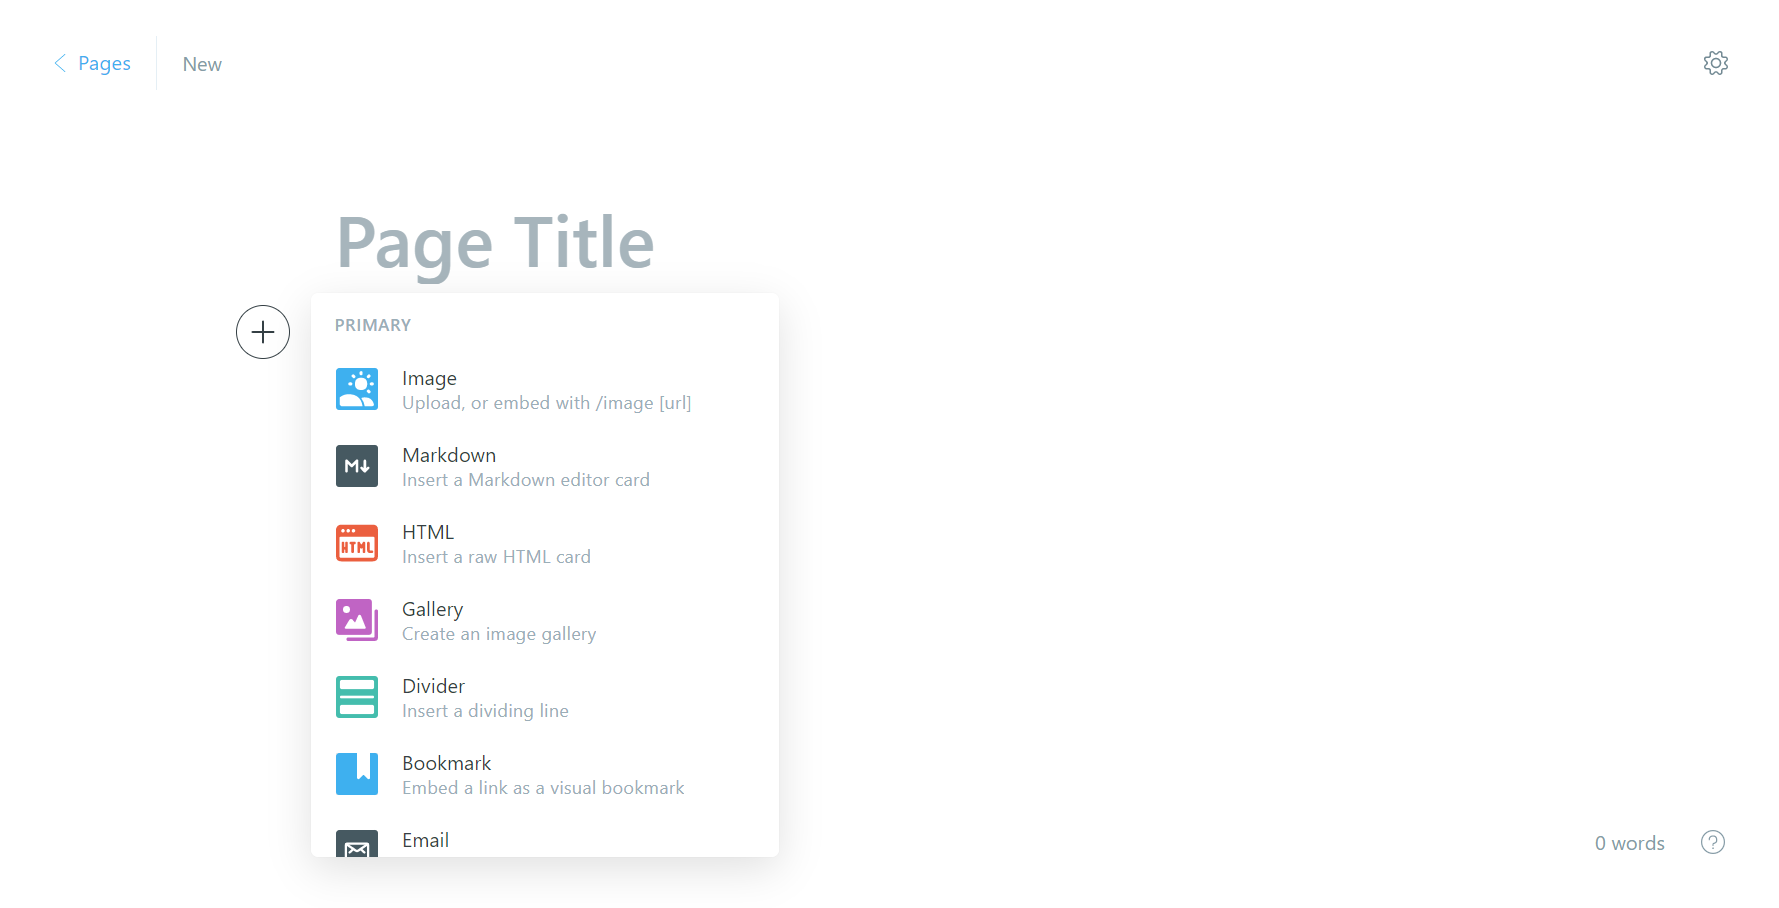 Pages
New
Page Title
PRIMARY
Image
Upload, or embed with /image [url]
M
Markdown
Insert a Markdown editor card
HTML
HTML
Insert a raw HTML card
Gallery
Create an image gallery
Divider
Insert a dividing line
Bookmark
Embed a link as a visual bookmark
Email
0 words
?